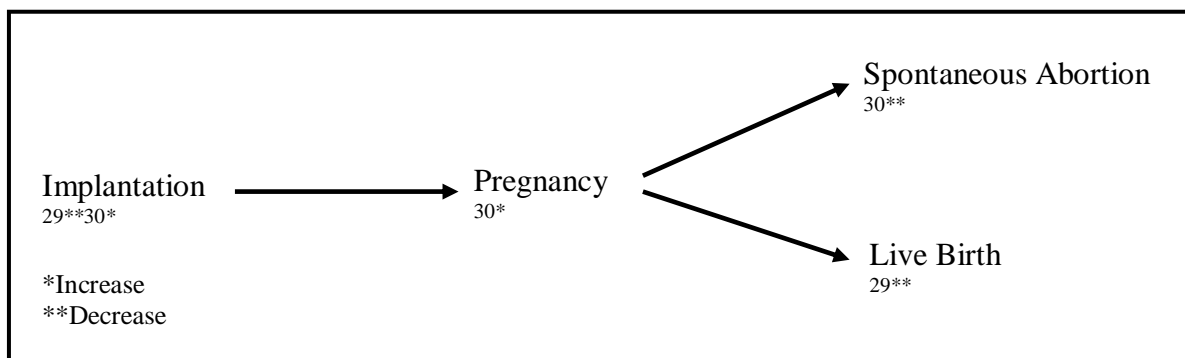 Spontaneous Abortion
30**
Implantation
29**30*
Pregnancy
30*
Live Birth
29**
*Increase
**Decrease